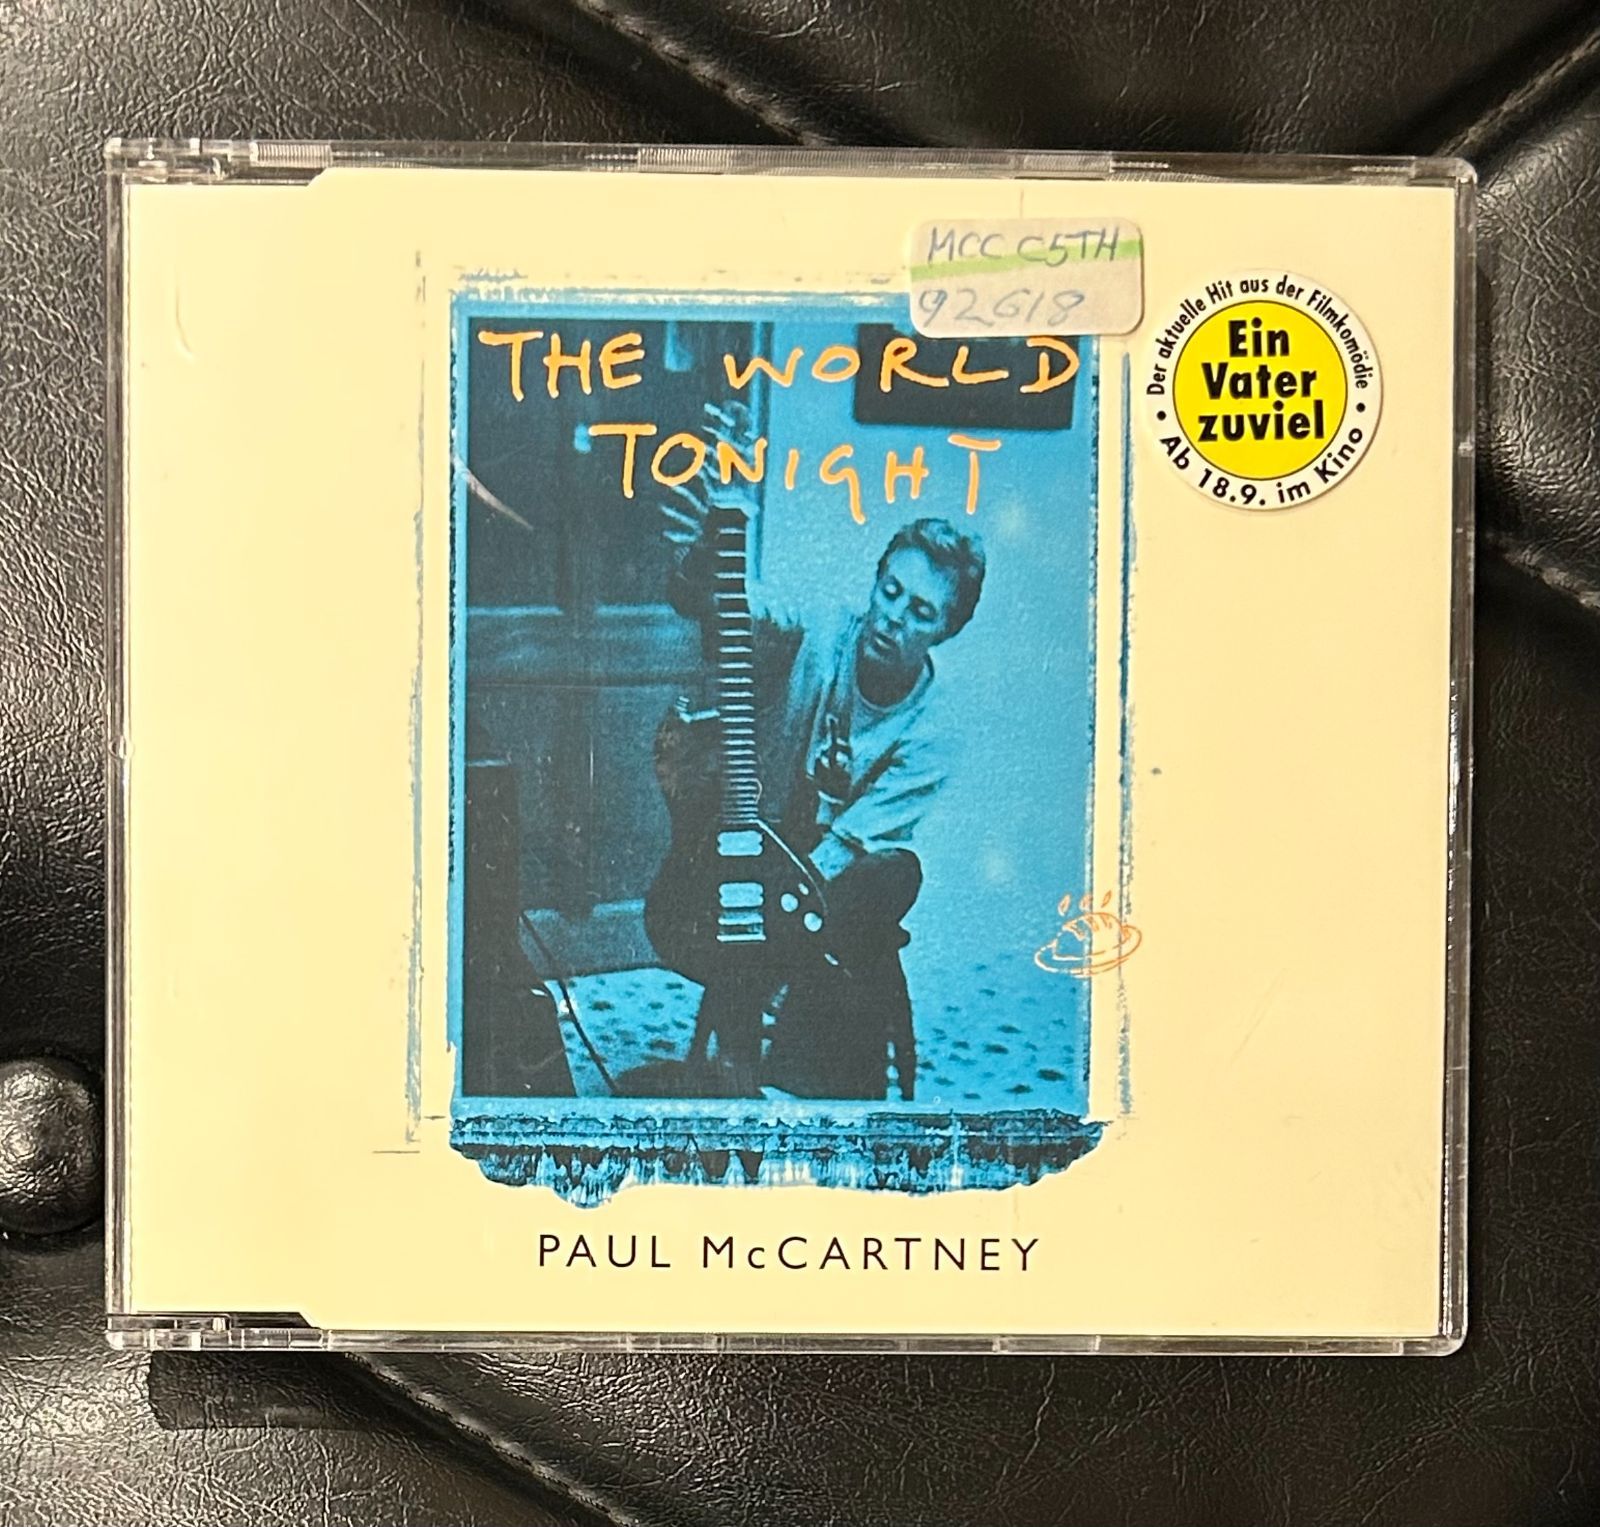 MCC C5TH
92618
THE WORLD
TONIGHT
Der aktuelle Hit aus der Filmkomödie
Ein
Vater
zuviel
• Ab 18.9. im Kino •
PAUL McCARTNEY